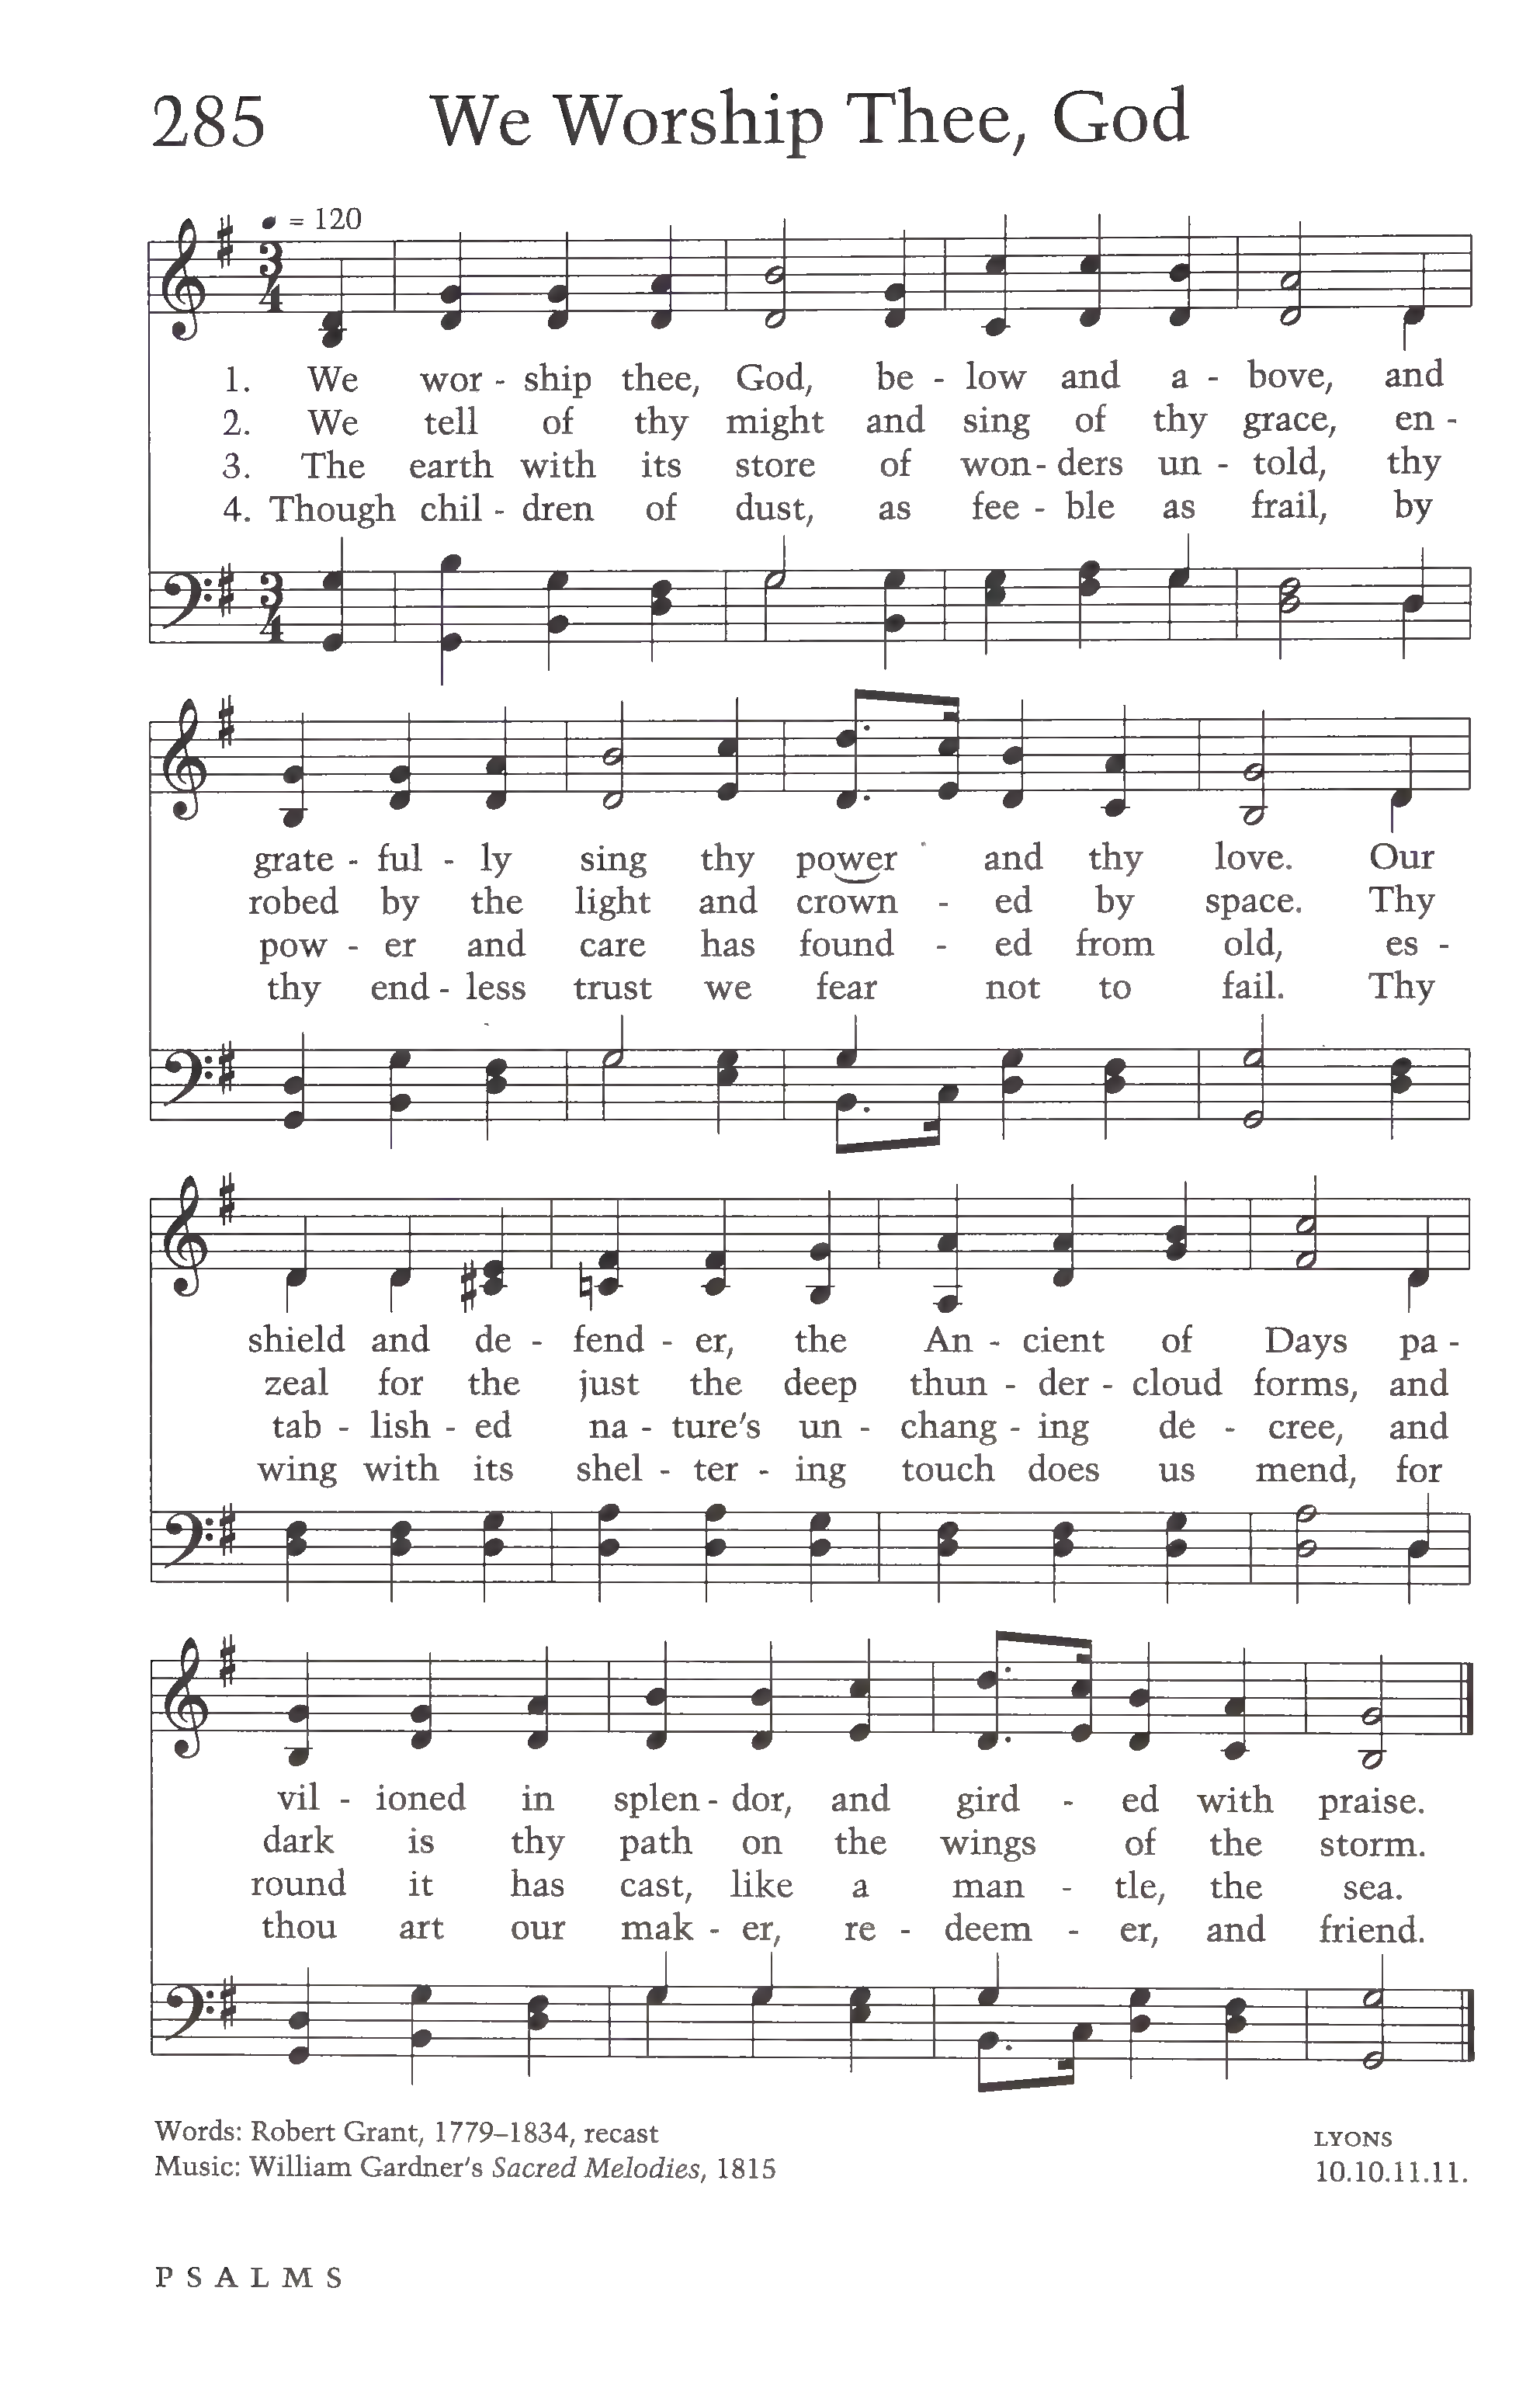 285 We Worship Thee, God
♩ = 120
1. We wor - ship thee, God, be - low and a - bove, and
2. We tell of thy might and sing of thy grace, en -
3. The earth with its store of won - ders un - told, thy
4. Though chil - dren of dust, as fee - ble as frail, by
grate - ful - ly sing thy power and thy love. Our
robed by the light and crown - ed by space. Thy
pow - er and care has found - ed from old, es -
thy end - less trust we fear not to fail. Thy
shield and de - fend - er, the An - cient of Days pa -
zeal for the just the deep thun - der - cloud forms, and
tab - lish - ed na - ture's un - chang - ing de - cree, and
wing with its shel - ter - ing touch does us mend, for
vil - ioned in splen - dor, and gird - ed with praise.
dark is thy path on the wings of the storm.
round it has cast, like a man - tle, the sea.
thou art our mak - er, re - deem - er, and friend.
Words: Robert Grant, 1779–1834, recast
Music: William Gardner's Sacred Melodies, 1815
LYONS
10.10.11.11.
PSALMS